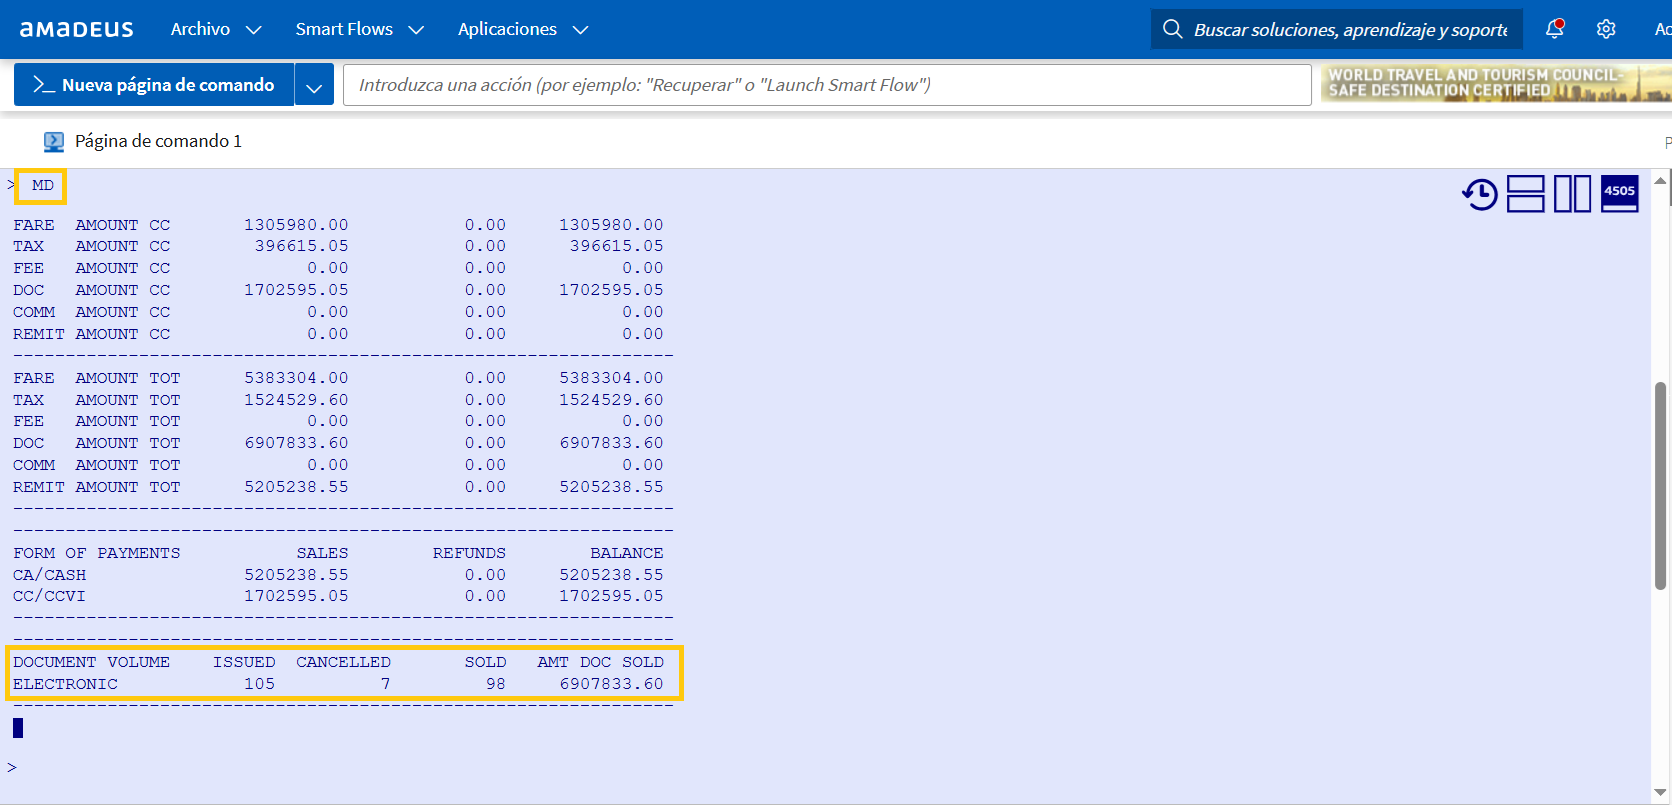 amadeus Archivo Smart Flows Aplicaciones Buscar soluciones, aprendizaje y soporte
Nueva página de comando Introduzca una acción (por ejemplo: "Recuperar" o "Launch Smart Flow")
WORLD TRAVEL AND TOURISM COUNCIL-
SAFE DESTINATION CERTIFIED
Página de comando 1
> MD
4505
FARE AMOUNT CC 1305980.00 0.00 1305980.00
TAX AMOUNT CC 396615.05 0.00 396615.05
FEE AMOUNT CC 0.00 0.00 0.00
DOC AMOUNT CC 1702595.05 0.00 1702595.05
COMM AMOUNT CC 0.00 0.00 0.00
REMIT AMOUNT CC 0.00 0.00 0.00
---------------------------------------------------------------
FARE AMOUNT TOT 5383304.00 0.00 5383304.00
TAX AMOUNT TOT 1524529.60 0.00 1524529.60
FEE AMOUNT TOT 0.00 0.00 0.00
DOC AMOUNT TOT 6907833.60 0.00 6907833.60
COMM AMOUNT TOT 0.00 0.00 0.00
REMIT AMOUNT TOT 5205238.55 0.00 5205238.55
---------------------------------------------------------------
---------------------------------------------------------------
FORM OF PAYMENTS SALES REFUNDS BALANCE
CA/CASH 5205238.55 0.00 5205238.55
CC/CCVI 1702595.05 0.00 1702595.05
---------------------------------------------------------------
---------------------------------------------------------------
DOCUMENT VOLUME ISSUED CANCELLED SOLD AMT DOC SOLD
ELECTRONIC 105 7 98 6907833.60
---------------------------------------------------------------
>